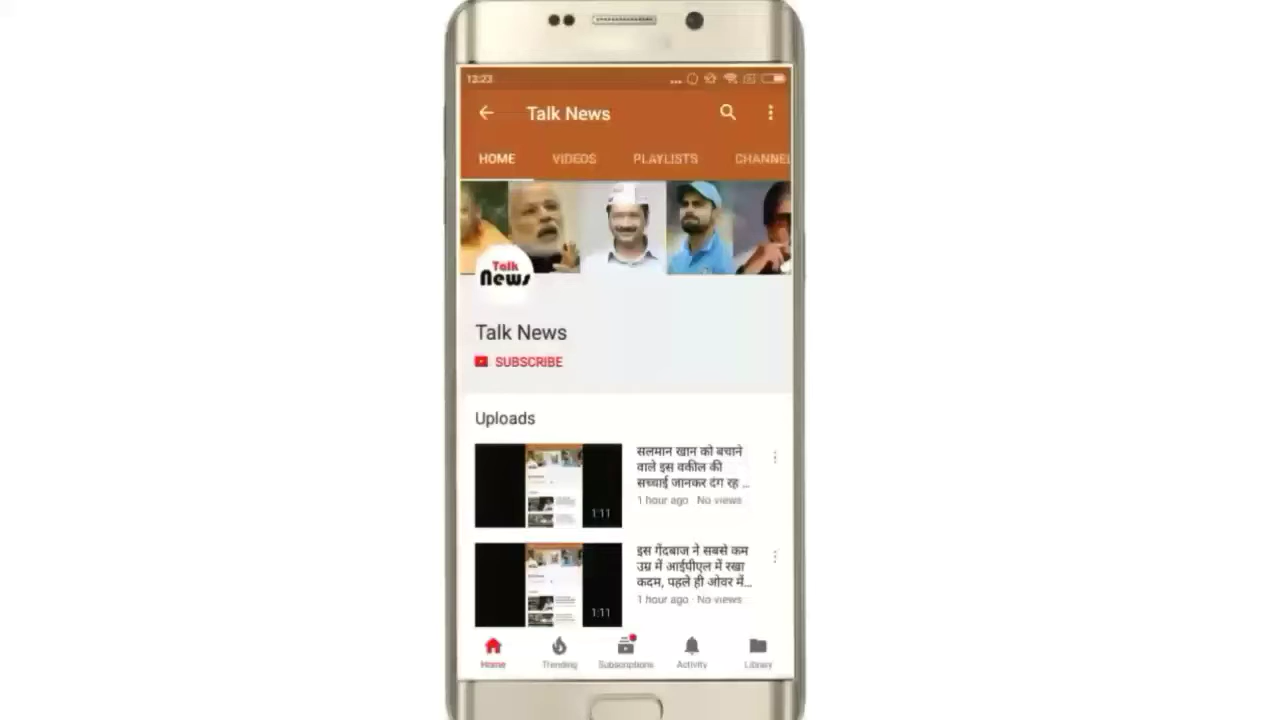 12:23
Talk News
HOME VIDEOS PLAYLISTS CHANNEL
Talk
News
Talk News
SUBSCRIBE
Uploads
सलमान खान को बचाने
वाले इस वकील की
सच्चाई जानकर दंग रह ...
1 hour ago · No views
1:11
इस गेंदबाज ने सबसे कम
उम्र में आईपीएल में रखा
कदम, पहले ही ओवर में...
1 hour ago · No views
1:11
Home Trending Subscriptions Activity Library